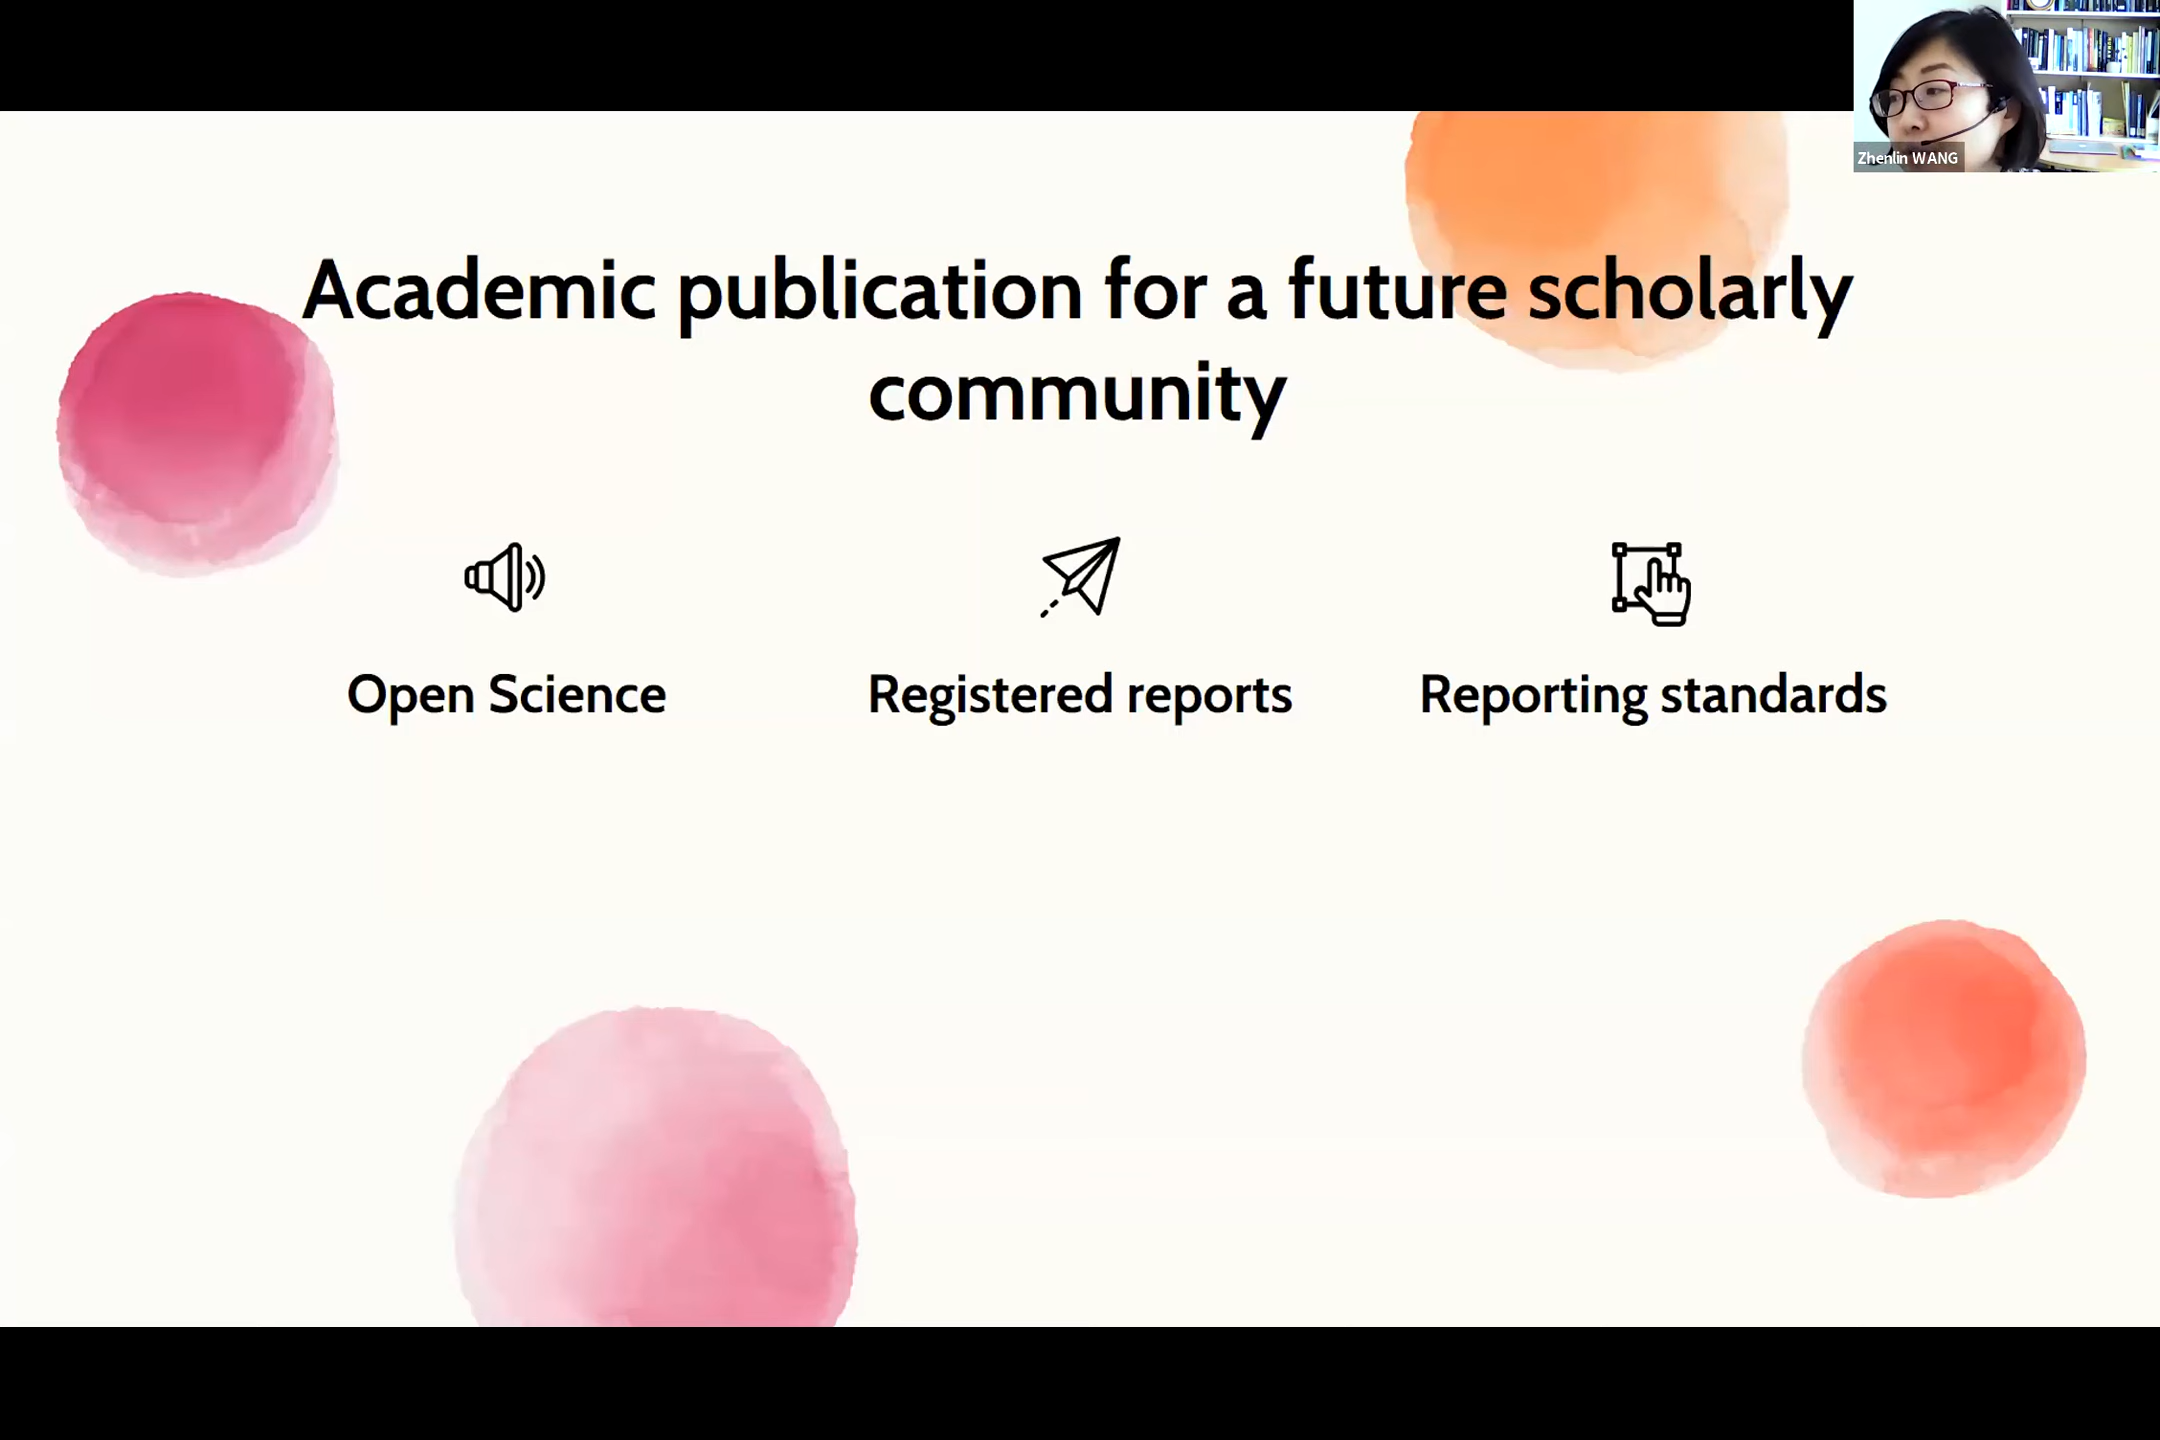 Zhenlin WANG
Academic publication for a future scholarly
community
Open Science
Registered reports
Reporting standards